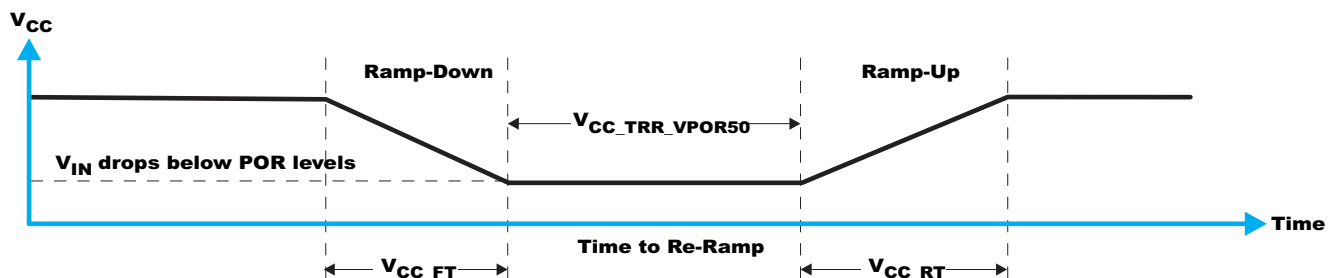 VCC
Ramp-Down
Ramp-Up
VCC_TRR_VPOR50
VIN drops below POR levels
Time
Time to Re-Ramp
VCC_FT
VCC_RT